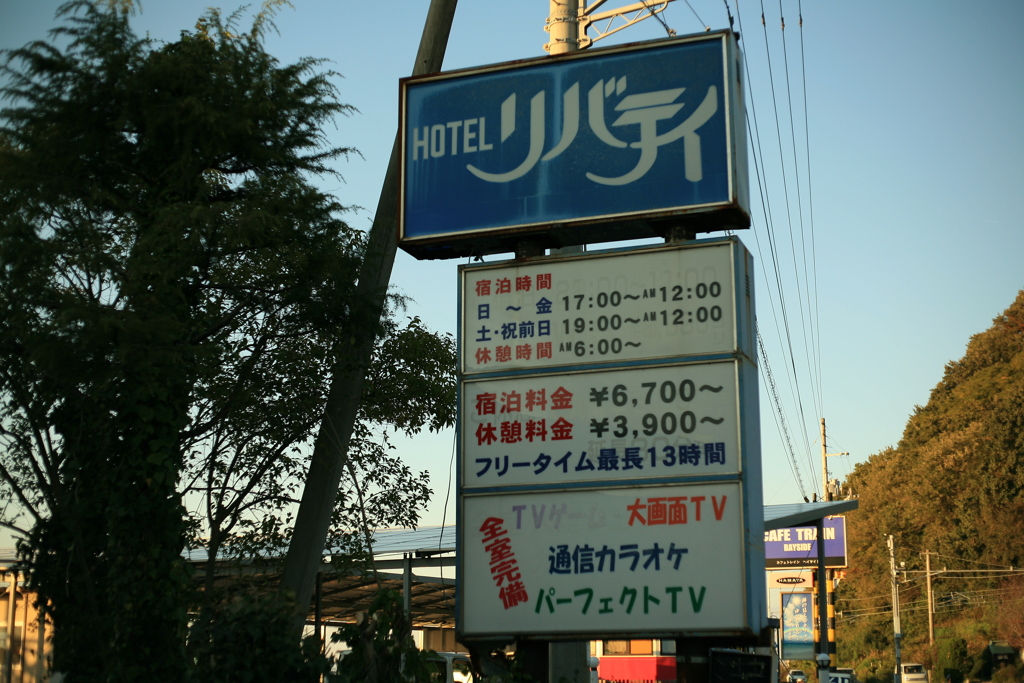 HOTEL リバティ
宿泊時間
日～金 17:00～AM12:00
土・祝前日 19:00～AM12:00
休憩時間 AM6:00～
宿泊料金 ¥6,700～
休憩料金 ¥3,900～
フリータイム最長13時間
全室完備
TVゲーム 大画面TV
通信カラオケ
パーフェクトTV
CAFE TRAIN
BAYSIDE
HAMAYA